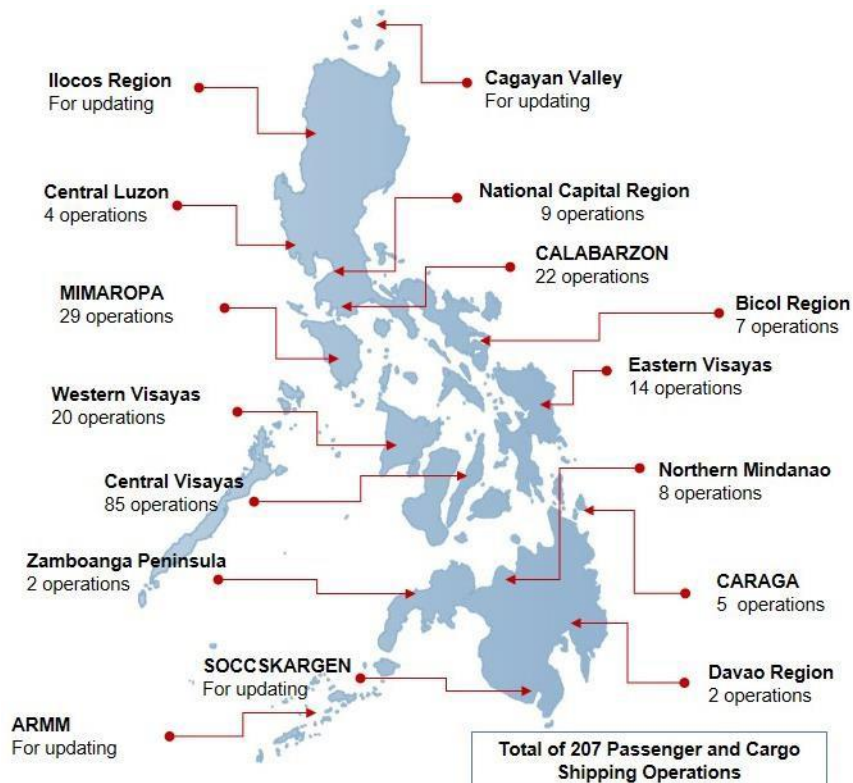 Ilocos Region
For updating
Cagayan Valley
For updating
Central Luzon
4 operations
National Capital Region
9 operations
CALABARZON
22 operations
MIMAROPA
29 operations
Bicol Region
7 operations
Eastern Visayas
14 operations
Western Visayas
20 operations
Central Visayas
85 operations
Northern Mindanao
8 operations
Zamboanga Peninsula
2 operations
CARAGA
5 operations
SOCCSKARGEN
For updating
Davao Region
2 operations
ARMM
For updating
Total of 207 Passenger and Cargo
Shipping Operations